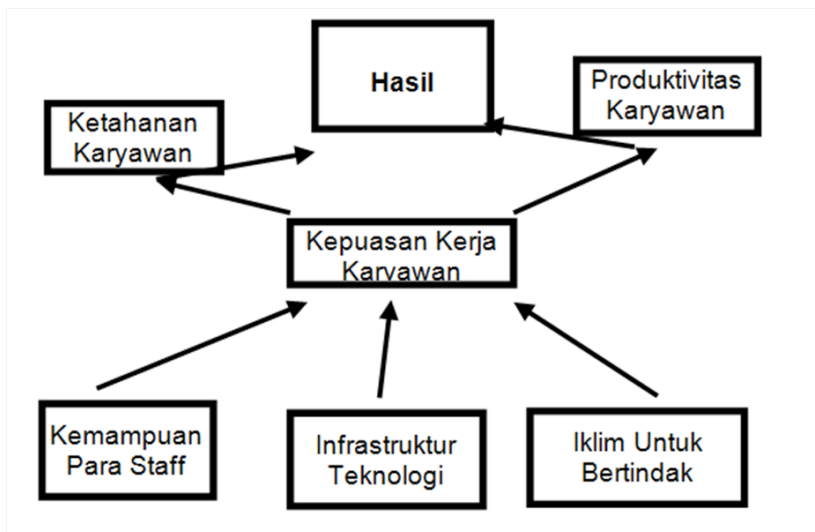 Hasil
Produktivitas
Karyawan
Ketahanan
Karyawan
Kepuasan Kerja
Karyawan
Kemampuan
Para Staff
Infrastruktur
Teknologi
Iklim Untuk
Bertindak